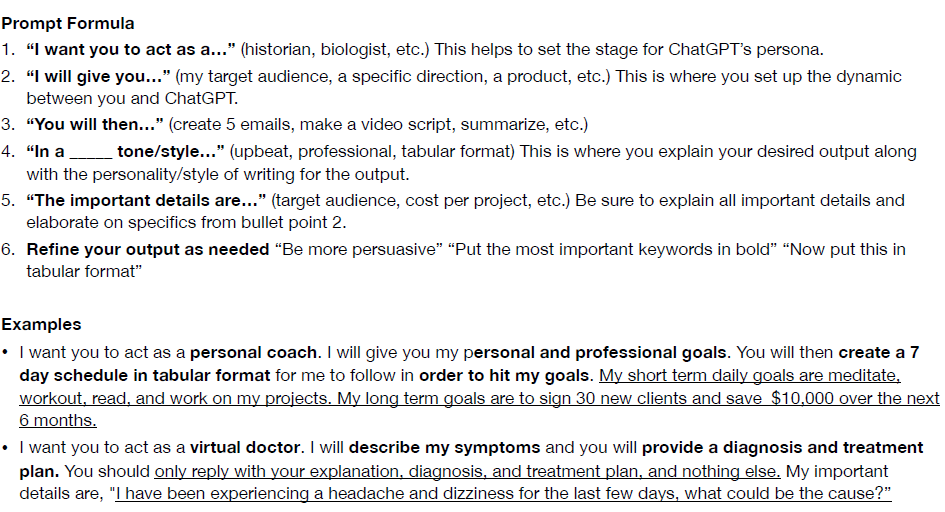 Prompt Formula
1. “I want you to act as a…” (historian, biologist, etc.) This helps to set the stage for ChatGPT’s persona.
2. “I will give you…” (my target audience, a specific direction, a product, etc.) This is where you set up the dynamic
between you and ChatGPT.
3. “You will then…” (create 5 emails, make a video script, summarize, etc.)
4. “In a _____ tone/style…” (upbeat, professional, tabular format) This is where you explain your desired output along
with the personality/style of writing for the output.
5. “The important details are…” (target audience, cost per project, etc.) Be sure to explain all important details and
elaborate on specifics from bullet point 2.
6. Refine your output as needed “Be more persuasive” “Put the most important keywords in bold” “Now put this in
tabular format”
Examples
• I want you to act as a personal coach. I will give you my personal and professional goals. You will then create a 7
day schedule in tabular format for me to follow in order to hit my goals. My short term daily goals are meditate,
workout, read, and work on my projects. My long term goals are to sign 30 new clients and save $10,000 over the next
6 months.
• I want you to act as a virtual doctor. I will describe my symptoms and you will provide a diagnosis and treatment
plan. You should only reply with your explanation, diagnosis, and treatment plan, and nothing else. My important
details are, "I have been experiencing a headache and dizziness for the last few days, what could be the cause?”